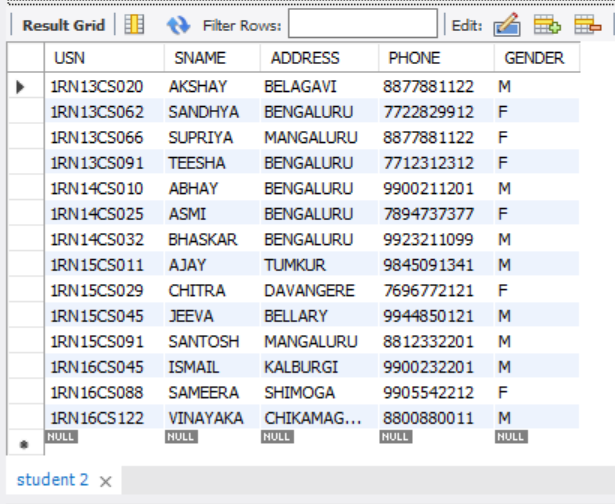 Result Grid Filter Rows: Edit:
USN SNAME ADDRESS PHONE GENDER
1RN13CS020 AKSHAY BELAGAVI 8877881122 M
1RN13CS062 SANDHYA BENGALURU 7722829912 F
1RN13CS066 SUPRIYA MANGALURU 8877881122 F
1RN13CS091 TEESHA BENGALURU 7712312312 F
1RN14CS010 ABHAY BENGALURU 9900211201 M
1RN14CS025 ASMI BENGALURU 7894737377 F
1RN14CS032 BHASKAR BENGALURU 9923211099 M
1RN15CS011 AJAY TUMKUR 9845091341 M
1RN15CS029 CHITRA DAVANGERE 7696772121 F
1RN15CS045 JEEVA BELLARY 9944850121 M
1RN15CS091 SANTOSH MANGALURU 8812332201 M
1RN16CS045 ISMAIL KALBURGI 9900232201 M
1RN16CS088 SAMEERA SHIMOGA 9905542212 F
1RN16CS122 VINAYAKA CHIKAMAG... 8800880011 M
NULL NULL NULL NULL NULL
student 2